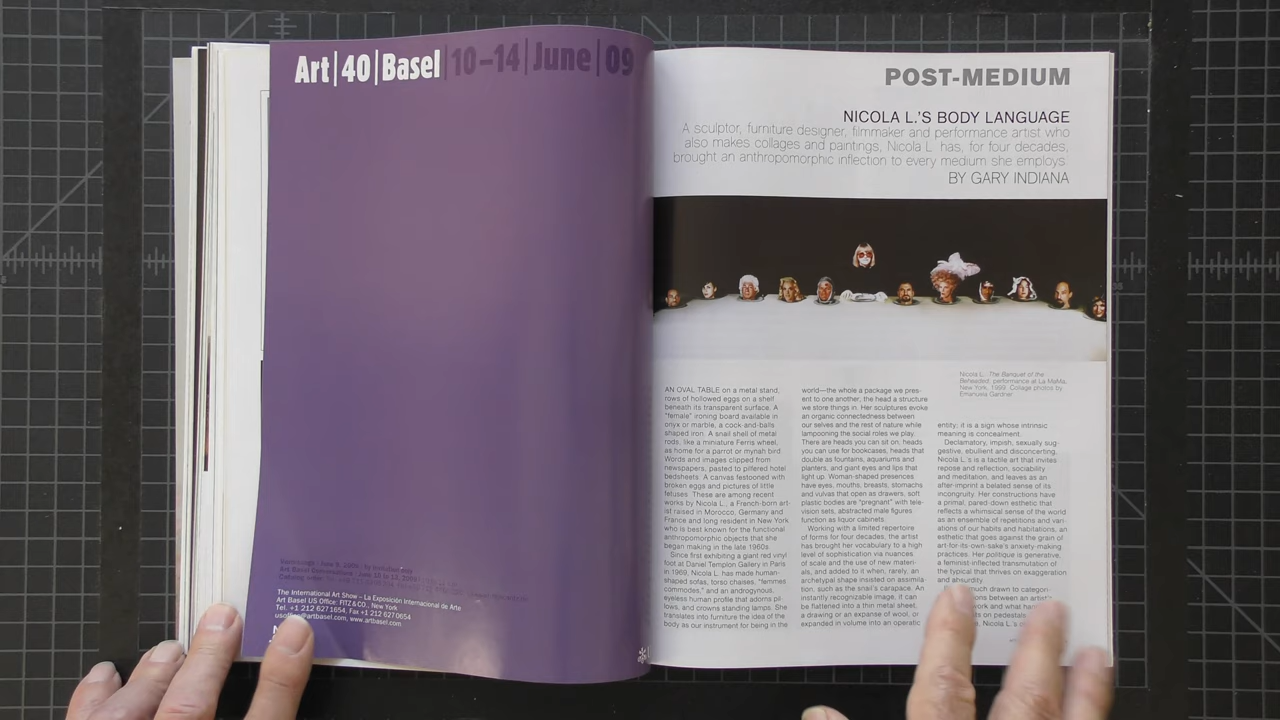 Art|40|Basel|10–14|June|09
The International Art Show – La Exposición Internacional de Arte
Art Basel US Office: FITZ & CO., New York
Tel. +1 212 627 1654, Fax +1 212 627 0654
usoffice@artbasel.com, www.artbasel.com
POST-MEDIUM
NICOLA L.'S BODY LANGUAGE
A sculptor, furniture designer, filmmaker and performance artist who
also makes collages and paintings, Nicola L. has, for four decades,
brought an anthropomorphic inflection to every medium she employs.
BY GARY INDIANA
Nicola L. The Banquet of the
Beheaded, performance at La MaMa,
New York, 1999. Collage photos by
Emanuela Gardner
AN OVAL TABLE on a metal stand,
rows of hollowed eggs on a shelf
beneath its transparent surface. A
"female" ironing board available in
onyx or marble, a cock-and-balls
shaped iron. A snail shell of metal
rods, like a miniature Ferris wheel,
as home for a parrot or mynah bird
Words and images clipped from
newspapers, pasted to pilfered hotel
bedsheets. A canvas festooned with
broken eggs and pictures of little
fetuses. These are among recent
works by Nicola L., a French-born art-
ist raised in Morocco, Germany and
France and long resident in New York
who is best known for the functional
anthropomorphic objects that she
began making in the late 1960s.
Since first exhibiting a giant red vinyl
foot at Daniel Templon Gallery in Paris
in 1969, Nicola L. has made human-
shaped sofas, torso chaises, "femmes
commodes," and an androgynous,
eyeless human profile that adorns pil-
lows, and crowns standing lamps. She
translates into furniture the idea of the
body as our instrument for being in the
world—the whole a package we pres-
ent to one another, the head a structure
we store things in. Her sculptures evoke
an organic connectedness between
our selves and the rest of nature while
lampooning the social roles we play.
There are heads you can sit on, heads
you can use for bookcases, heads that
double as fountains, aquariums and
planters, and giant eyes and lips that
light up. Woman-shaped presences
have eyes, mouths, breasts, stomachs
and vulvas that open as drawers, soft
plastic bodies are "pregnant" with tele-
vision sets, abstracted male figures
function as liquor cabinets.
Working with a limited repertoire
of forms for four decades, the artist
has brought her vocabulary to a high
level of sophistication via nuances
of scale and the use of new materi-
als, and added to it when, rarely, an
archetypal shape insisted on assimila-
tion, such as the snail's carapace. An
instantly recognizable image, it can
be flattened into a thin metal sheet,
a drawing or an expanse of wool, or
expanded in volume into an operatic
entity; it is a sign whose intrinsic
meaning is concealment.
Declamatory, impish, sexually sug-
gestive, ebullient and disconcerting,
Nicola L.'s is a tactile art that invites
repose and reflection, sociability
and meditation, and leaves as an
after-imprint a belated sense of its
incongruity. Her constructions have
a primal, pared-down esthetic that
reflects a whimsical sense of the world
as an ensemble of repetitions and vari-
ations of our habits and habitations, an
esthetic that goes against the grain of
art-for-its-own-sake's anxiety-making
practices. Her politique is generative,
a feminist-inflected transmutation of
the typical that thrives on exaggeration
and absurdity.
much drawn to categori
between an artist's
work and what
on
Nicola L.'s